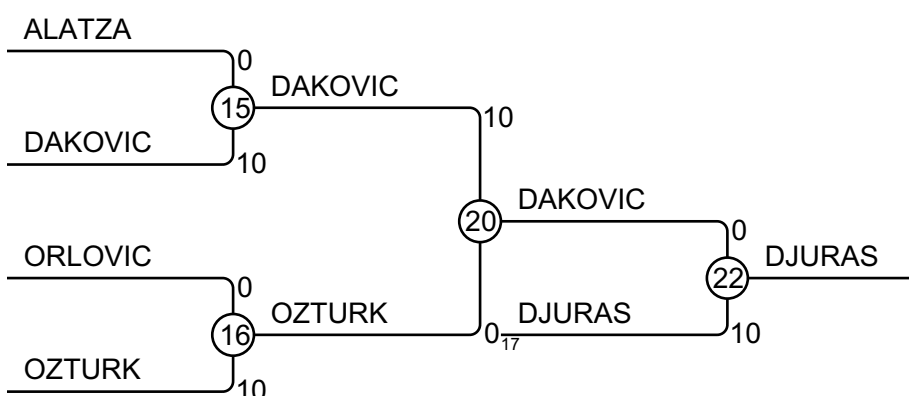 ALATZA
0
15
DAKOVIC
10
DAKOVIC
10
20
DAKOVIC
0
ORLOVIC
22
DJURAS
0
16
OZTURK
0
17
DJURAS
10
OZTURK
10